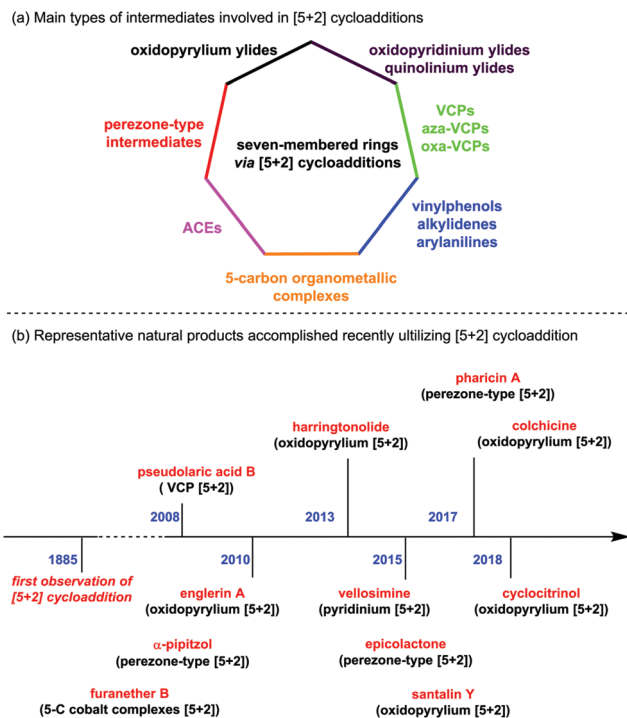 (a) Main types of intermediates involved in [5+2] cycloadditions
oxidopyrylium ylides
oxidopyridinium ylides
quinolinium ylides
perezone-type
intermediates
VCPs
aza-VCPs
oxa-VCPs
seven-membered rings
via [5+2] cycloadditions
ACEs
vinylphenols
alkylidenes
arylanilines
5-carbon organometallic
complexes
(b) Representative natural products accomplished recently ultilizing [5+2] cycloaddition
pharicin A
(perezone-type [5+2])
harringtonolide
(oxidopyrylium [5+2])
colchicine
(oxidopyrylium [5+2])
pseudolaric acid B
( VCP [5+2])
2008
2013
2017
1885
2010
2015
2018
first observation of
[5+2] cycloaddition
englerin A
(oxidopyrylium [5+2])
vellosimine
(pyridinium [5+2])
cyclocitrinol
(oxidopyrylium [5+2])
α-pipitzol
(perezone-type [5+2])
epicolactone
(perezone-type [5+2])
furanether B
(5-C cobalt complexes [5+2])
santalin Y
(oxidopyrylium [5+2])